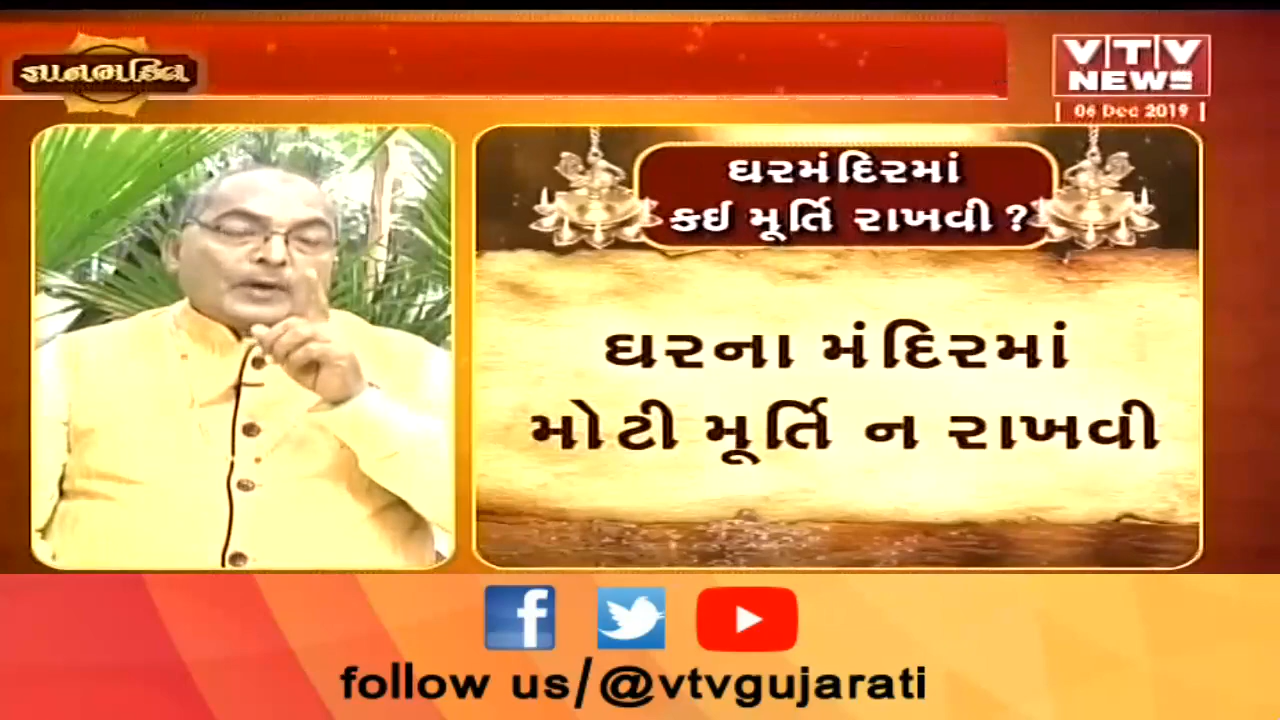 જ્ઞાનભક્તિ
VTV
NEWS
06 Dec 2019
ઘરમંદિરમાં
કઈ મૂર્તિ રાખવી ?
ઘરના મંદિરમાં
મોટી મૂર્તિ ન રાખવી
f
follow us/@vtvgujarati